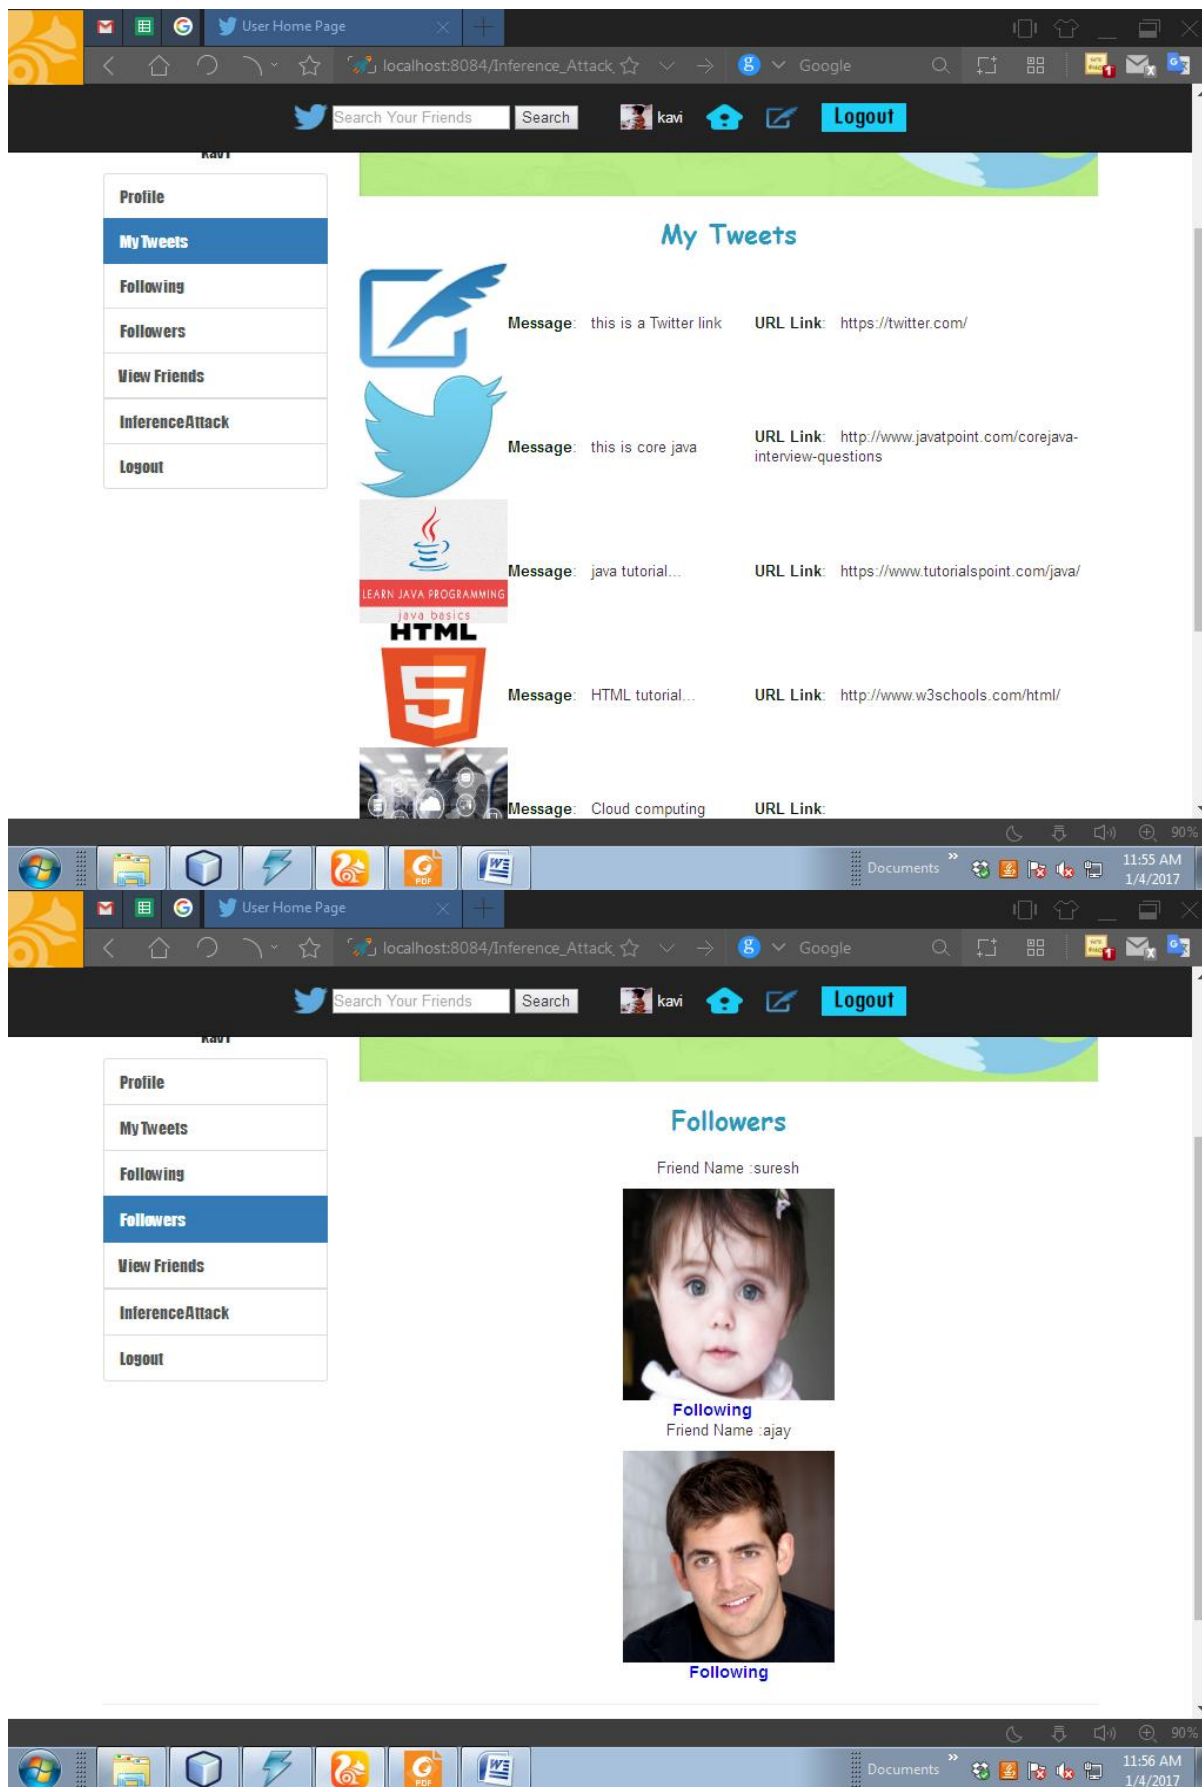 User Home Page
localhost:8084/Inference_Attack
Google
Search Your Friends Search kavi Logout
kavi
Profile
My Tweets
Following
Followers
View Friends
InferenceAttack
Logout
My Tweets
Message: this is a Twitter link URL Link: https://twitter.com/
Message: this is core java URL Link: http://www.javatpoint.com/corejava-
interview-questions
LEARN JAVA PROGRAMMING
java basics
Message: java tutorial... URL Link: https://www.tutorialspoint.com/java/
HTML
5
Message: HTML tutorial... URL Link: http://www.w3schools.com/html/
Message: Cloud computing URL Link:
90%
Documents
11:55 AM
1/4/2017
User Home Page
localhost:8084/Inference_Attack
Google
Search Your Friends Search kavi Logout
kavi
Profile
My Tweets
Following
Followers
View Friends
InferenceAttack
Logout
Followers
Friend Name :suresh
Following
Friend Name :ajay
Following
90%
Documents
11:56 AM
1/4/2017